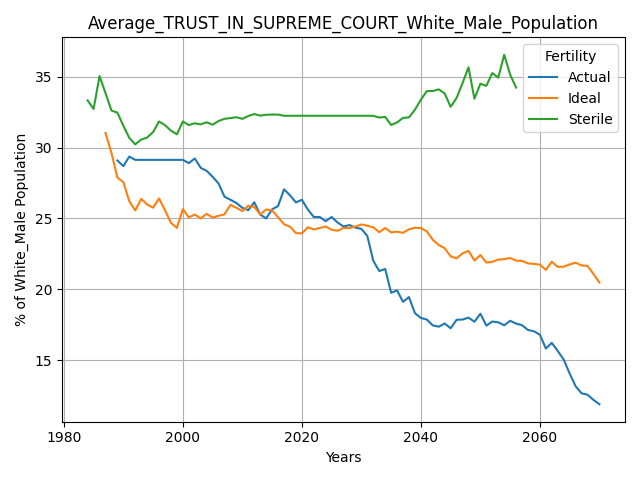 Average_TRUST_IN_SUPREME_COURT_White_Male_Population
Fertility
Actual
Ideal
Sterile
% of White_Male Population
35
30
25
20
15
1980
2000
2020
2040
2060
Years